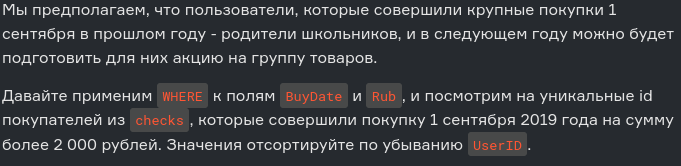 Мы предполагаем, что пользователи, которые совершили крупные покупки 1
сентября в прошлом году - родители школьников, и в следующем году можно будет
подготовить для них акцию на группу товаров.
Давайте применим WHERE к полям BuyDate и Rub, и посмотрим на уникальные id
покупателей из checks, которые совершили покупку 1 сентября 2019 года на сумму
более 2 000 рублей. Значения отсортируйте по убыванию UserID.